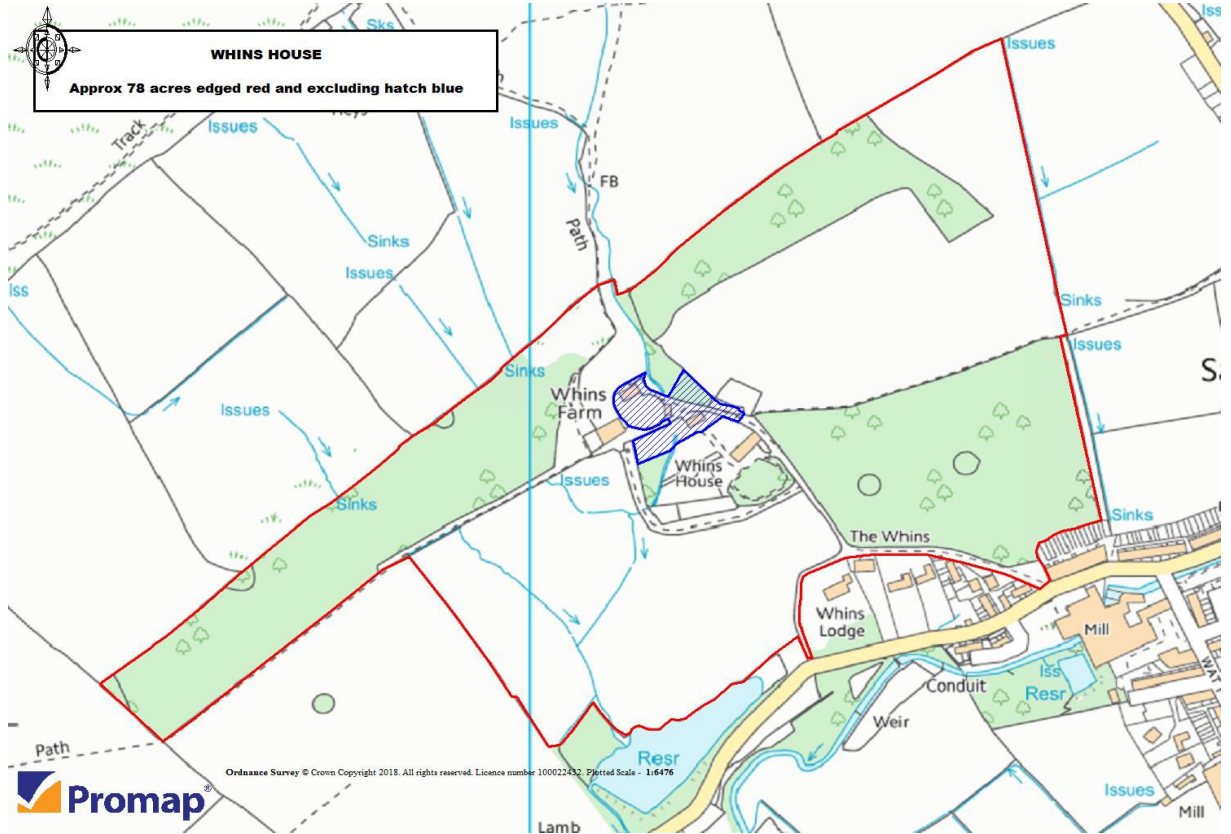 WHINS HOUSE
Approx 78 acres edged red and excluding hatch blue
Sks
Issues
Iss
Track
Issues
Issues
FB
Path
Sinks
Issues
Iss
Sinks
Issues
Sinks
Whins
Farm
Issues
Sinks
Issues
Whins
House
Sinks
The Whins
Whins
Lodge
Mill
Iss
Conduit
Resr
Weir
Path
Resr
Issues
Mill
Lamb
Promap®
Ordnance Survey © Crown Copyright 2018. All rights reserved. Licence number 100022432. Plotted Scale - 1:6476